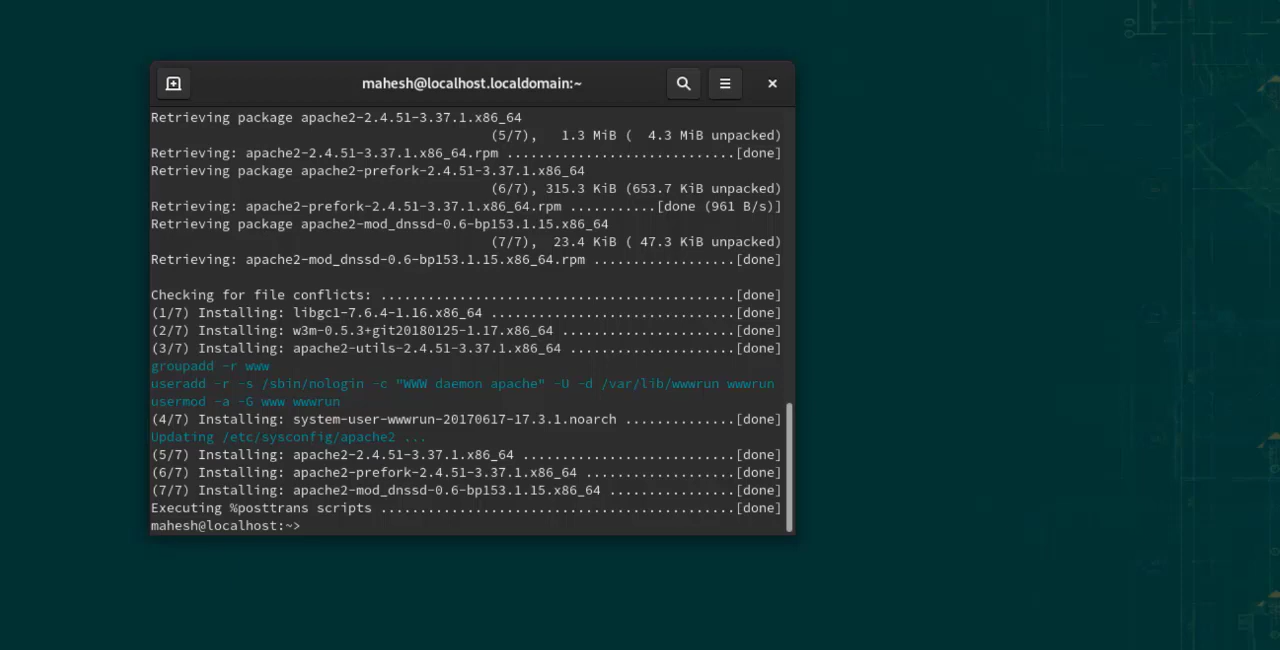 mahesh@localhost.localdomain:~
Retrieving package apache2-2.4.51-3.37.1.x86_64
(5/7),   1.3 MiB (  4.3 MiB unpacked)
Retrieving: apache2-2.4.51-3.37.1.x86_64.rpm .............................[done]
Retrieving package apache2-prefork-2.4.51-3.37.1.x86_64
(6/7), 315.3 KiB (653.7 KiB unpacked)
Retrieving: apache2-prefork-2.4.51-3.37.1.x86_64.rpm ...........[done (961 B/s)]
Retrieving package apache2-mod_dnssd-0.6-bp153.1.15.x86_64
(7/7),  23.4 KiB ( 47.3 KiB unpacked)
Retrieving: apache2-mod_dnssd-0.6-bp153.1.15.x86_64.rpm ..................[done]
Checking for file conflicts: .............................................[done]
(1/7) Installing: libgc1-7.6.4-1.16.x86_64 ...............................[done]
(2/7) Installing: w3m-0.5.3+git20180125-1.17.x86_64 ......................[done]
(3/7) Installing: apache2-utils-2.4.51-3.37.1.x86_64 .....................[done]
groupadd -r www
useradd -r -s /sbin/nologin -c "WWW daemon apache" -U -d /var/lib/wwwrun wwwrun
usermod -a -G www wwwrun
(4/7) Installing: system-user-wwwrun-20170617-17.3.1.noarch ..............[done]
Updating /etc/sysconfig/apache2 ...
(5/7) Installing: apache2-2.4.51-3.37.1.x86_64 ...........................[done]
(6/7) Installing: apache2-prefork-2.4.51-3.37.1.x86_64 ...................[done]
(7/7) Installing: apache2-mod_dnssd-0.6-bp153.1.15.x86_64 ................[done]
Executing %posttrans scripts .............................................[done]
mahesh@localhost:~>